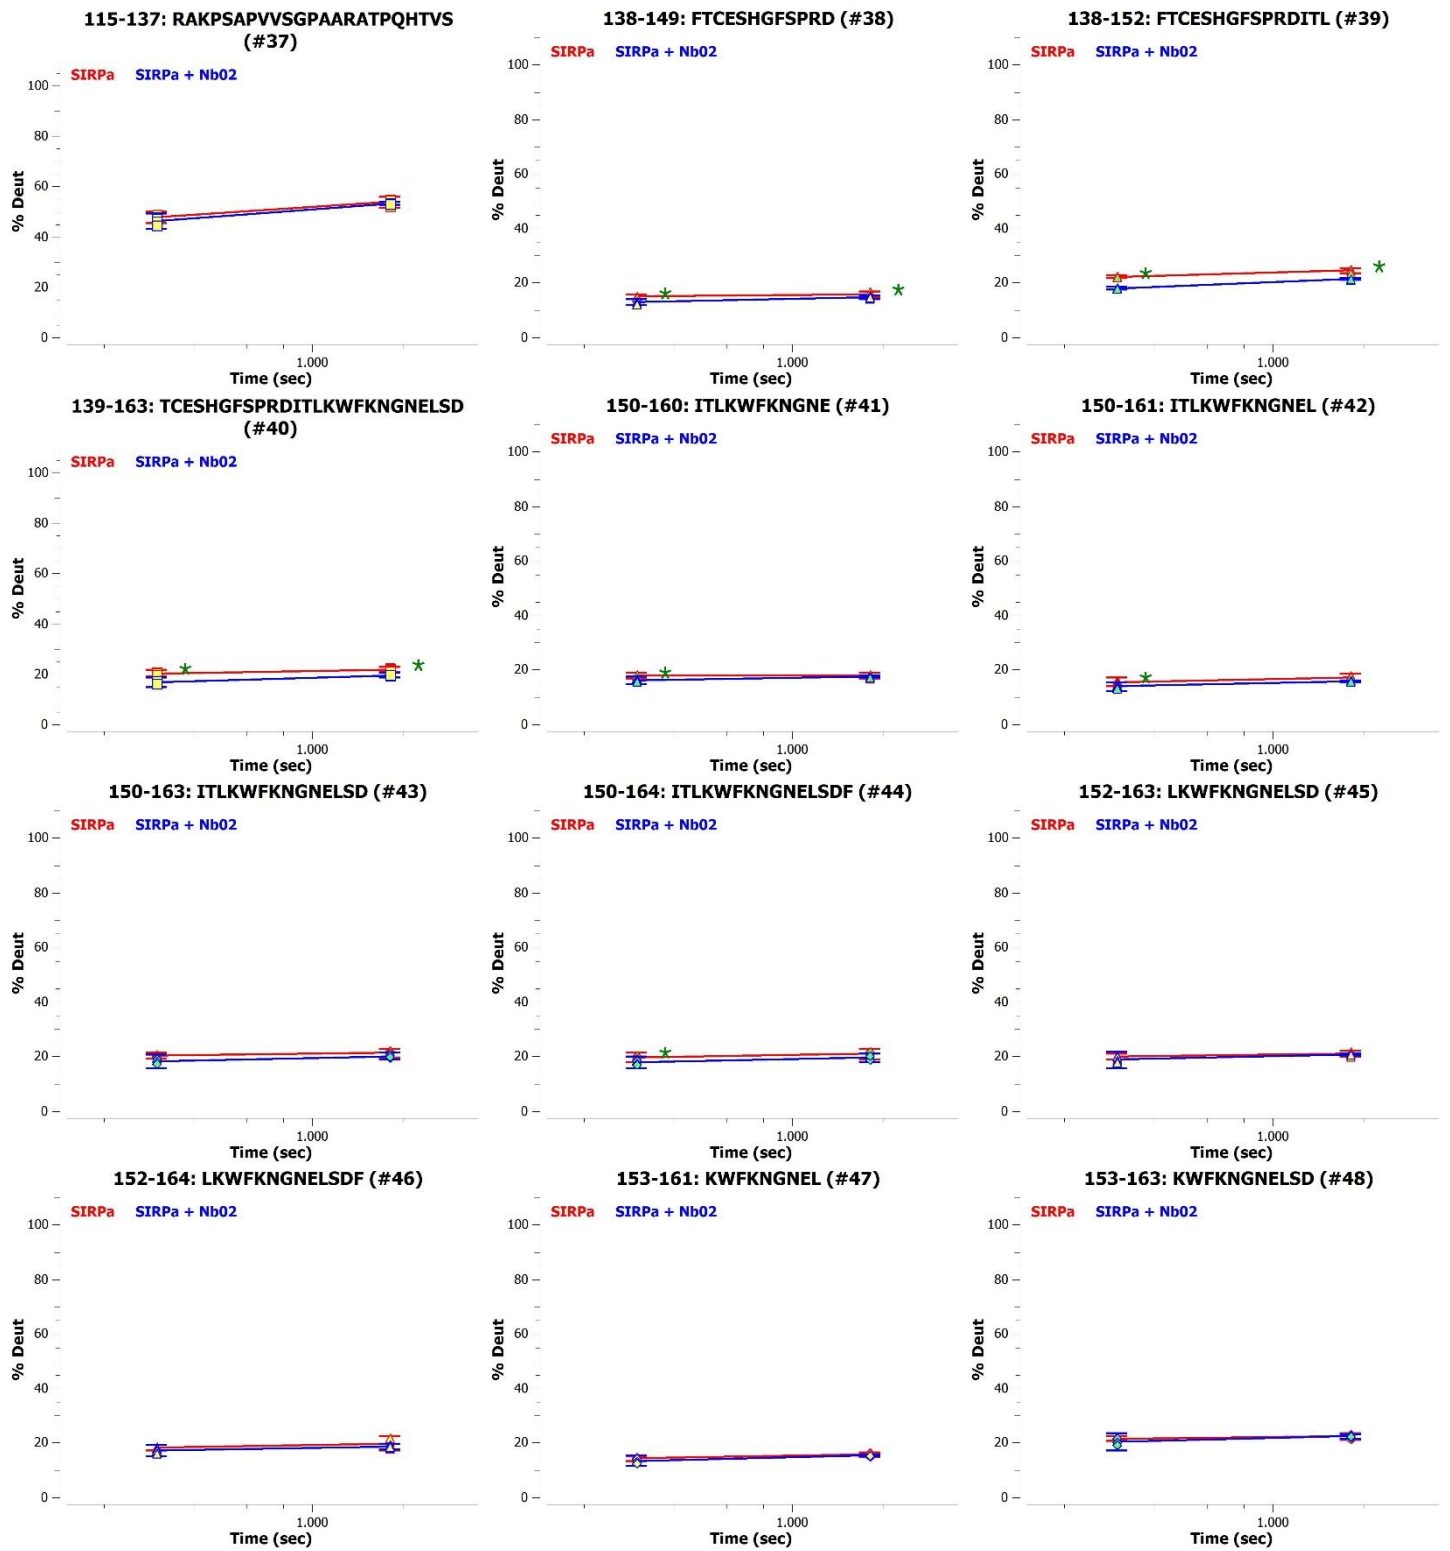 115-137: RAKPSAPVVSGPAARATPQHTVS
(#37)
SIRPa SIRPa + Nb02
100
80
60
40
20
0
% Deut
1.000
Time (sec)
138-149: FTCESHGFSPRD (#38)
SIRPa SIRPa + Nb02
100
80
60
40
20
0
% Deut
1.000
Time (sec)
138-152: FTCESHGFSPRDITL (#39)
SIRPa SIRPa + Nb02
100
80
60
40
20
0
% Deut
1.000
Time (sec)
139-163: TCESHGFSPRDITLKWFKNGNELSD
(#40)
SIRPa SIRPa + Nb02
100
80
60
40
20
0
% Deut
1.000
Time (sec)
150-160: ITLKWFKNGNE (#41)
SIRPa SIRPa + Nb02
100
80
60
40
20
0
% Deut
1.000
Time (sec)
150-161: ITLKWFKNGNEL (#42)
SIRPa SIRPa + Nb02
100
80
60
40
20
0
% Deut
1.000
Time (sec)
150-163: ITLKWFKNGNELSD (#43)
SIRPa SIRPa + Nb02
100
80
60
40
20
0
% Deut
1.000
Time (sec)
150-164: ITLKWFKNGNELSDF (#44)
SIRPa SIRPa + Nb02
100
80
60
40
20
0
% Deut
1.000
Time (sec)
152-163: LKWFKNGNELSD (#45)
SIRPa SIRPa + Nb02
100
80
60
40
20
0
% Deut
1.000
Time (sec)
152-164: LKWFKNGNELSDF (#46)
SIRPa SIRPa + Nb02
100
80
60
40
20
0
% Deut
1.000
Time (sec)
153-161: KWFKNGNEL (#47)
SIRPa SIRPa + Nb02
100
80
60
40
20
0
% Deut
1.000
Time (sec)
153-163: KWFKNGNELSD (#48)
SIRPa SIRPa + Nb02
100
80
60
40
20
0
% Deut
1.000
Time (sec)